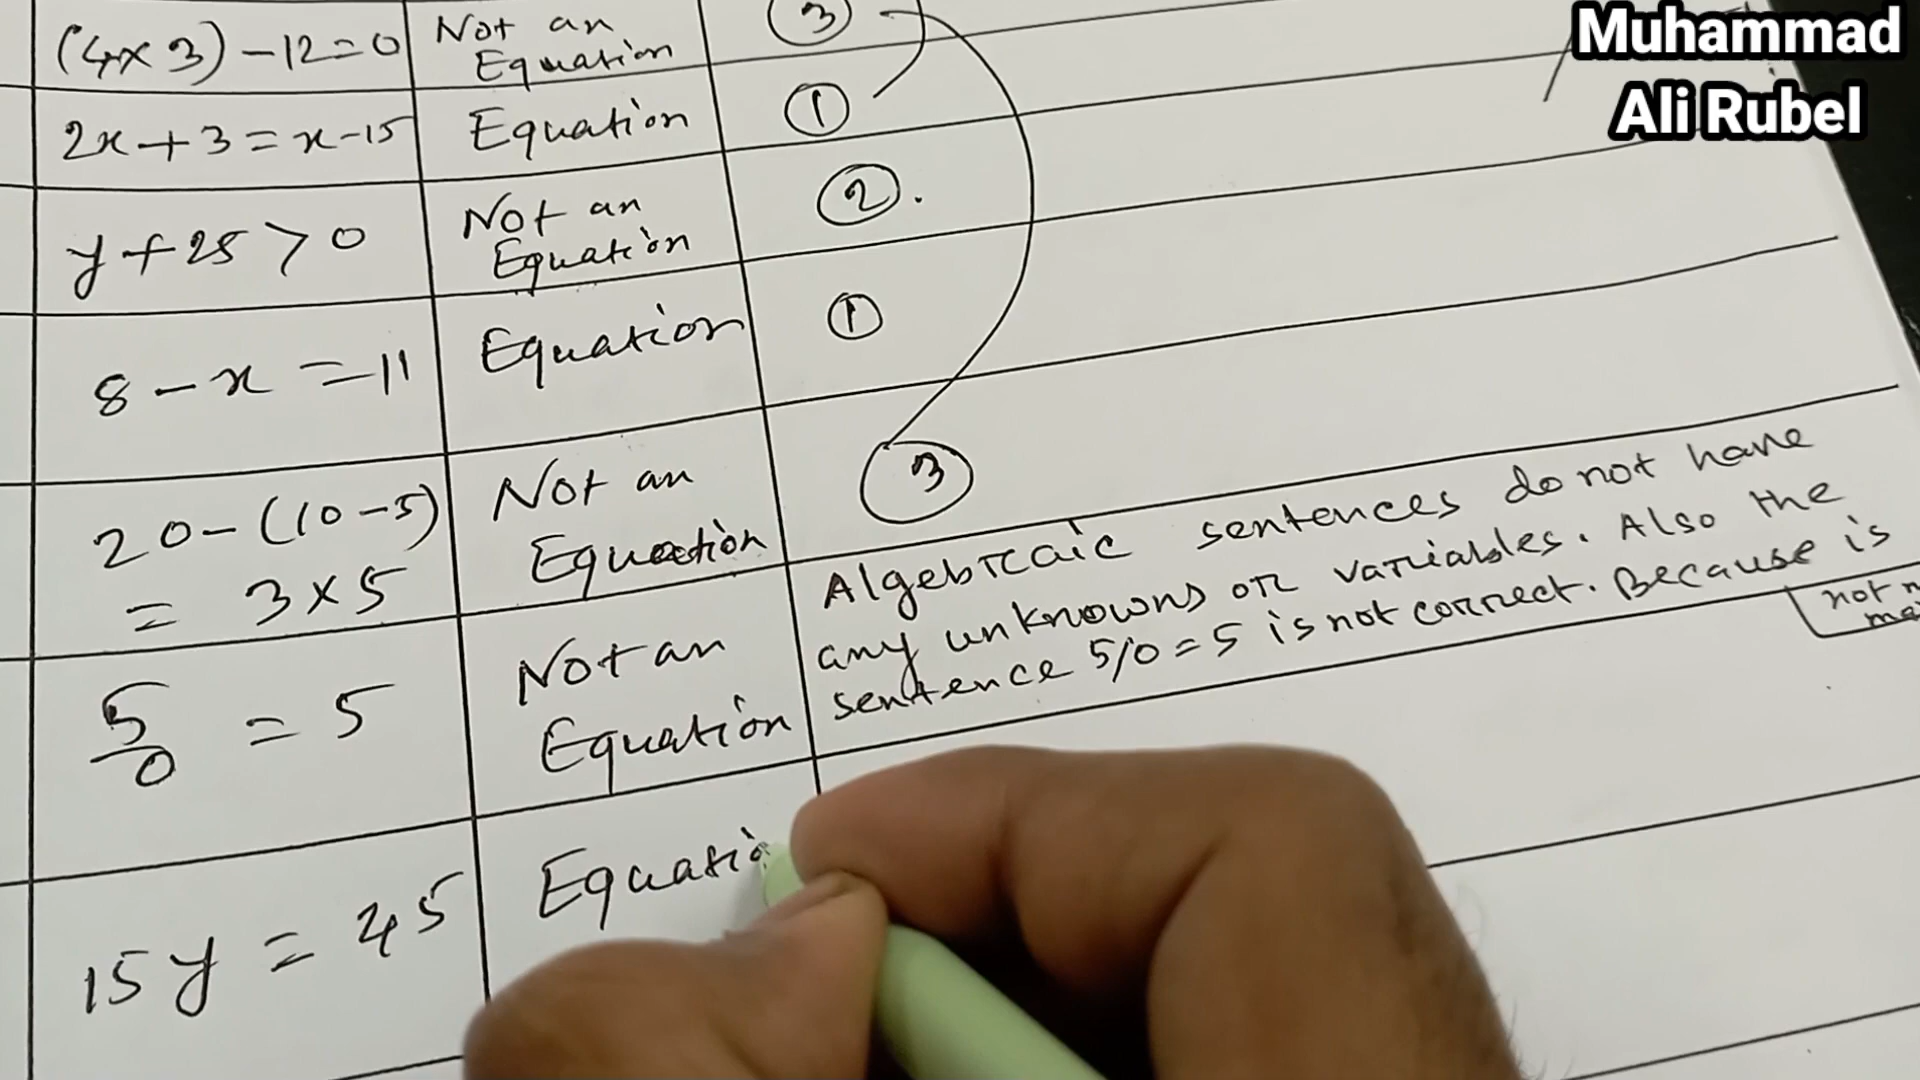 Muhammad
Ali Rubel
(4×3)-12=0
Not an
Equation
3
2x+3=x-15
Equation
1
y+25>0
Not an
Equation
2.
8-x=11
Equation
1
20-(10-5)
= 3×5
Not an
Equation
3
5/0 = 5
Not an
Equation
Algebraic sentences do not have
any unknowns or variables. Also the
sentence 5/0=5 is not correct. Because is
not
15y = 45
Equatio